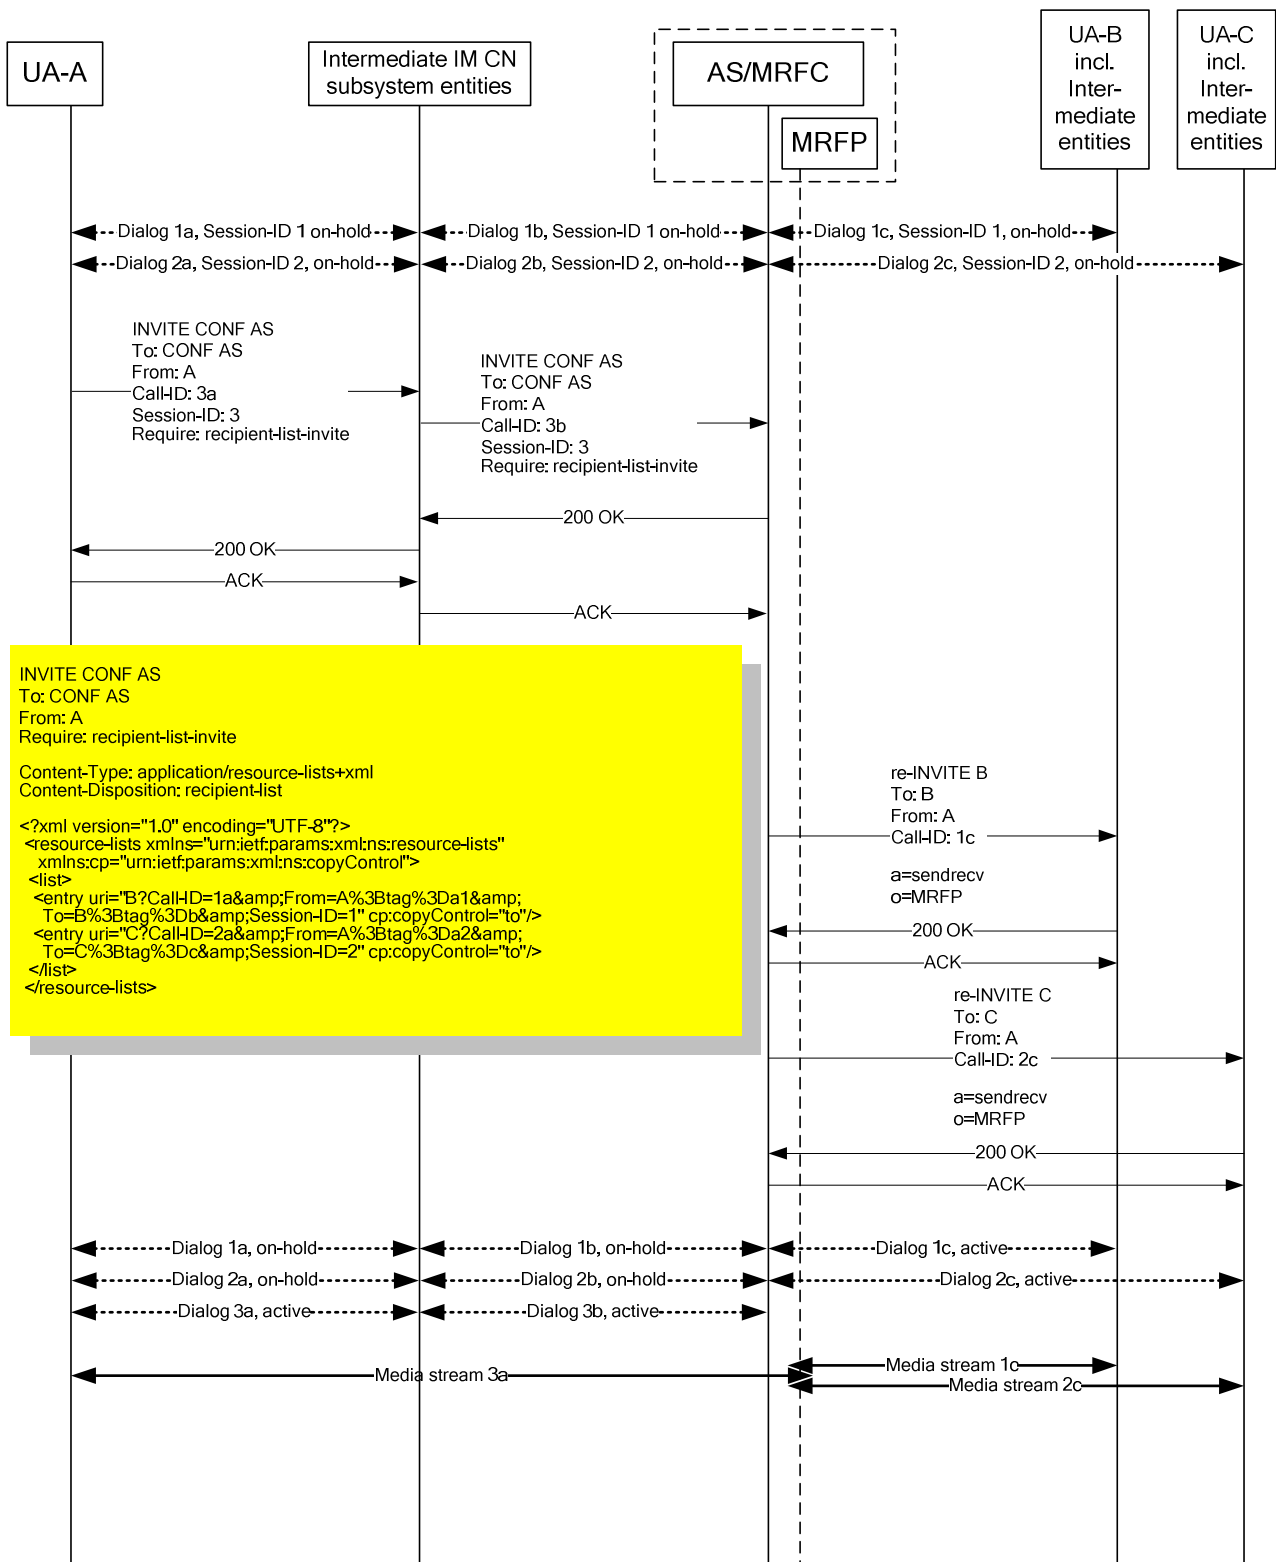 UA-A
Intermediate IM CN
subsystem entities
AS/MRFC
MRFP
UA-B
incl.
Inter-
mediate
entities
UA-C
incl.
Inter-
mediate
entities
Dialog 1a, Session-ID 1 on-hold
Dialog 1b, Session-ID 1 on-hold
Dialog 1c, Session-ID 1, on-hold
Dialog 2a, Session-ID 2, on-hold
Dialog 2b, Session-ID 2, on-hold
Dialog 2c, Session-ID 2, on-hold
INVITE CONF AS
To: CONF AS
From: A
Call-ID: 3a
Session-ID: 3
Require: recipient-list-invite
INVITE CONF AS
To: CONF AS
From: A
Call-ID: 3b
Session-ID: 3
Require: recipient-list-invite
200 OK
200 OK
ACK
ACK
INVITE CONF AS
To: CONF AS
From: A
Require: recipient-list-invite
Content-Type: application/resource-lists+xml
Content-Disposition: recipient-list
<?xml version="1.0" encoding="UTF-8"?>
<resource-lists xmlns="urn:ietf:params:xml:ns:resource-lists"
xmlns:cp="urn:ietf:params:xml:ns:copyControl">
<list>
<entry uri="B?Call-ID=1a&amp;From=A%3Btag%3Da1&amp;
To=B%3Btag%3Db&amp;Session-ID=1" cp:copyControl="to"/>
<entry uri="C?Call-ID=2a&amp;From=A%3Btag%3Da2&amp;
To=C%3Btag%3Dc&amp;Session-ID=2" cp:copyControl="to"/>
</list>
</resource-lists>
re-INVITE B
To: B
From: A
Call-ID: 1c
a=sendrecv
o=MRFP
200 OK
ACK
re-INVITE C
To: C
From: A
Call-ID: 2c
a=sendrecv
o=MRFP
200 OK
ACK
Dialog 1a, on-hold
Dialog 1b, on-hold
Dialog 1c, active
Dialog 2a, on-hold
Dialog 2b, on-hold
Dialog 2c, active
Dialog 3a, active
Dialog 3b, active
Media stream 1c
Media stream 3a
Media stream 2c